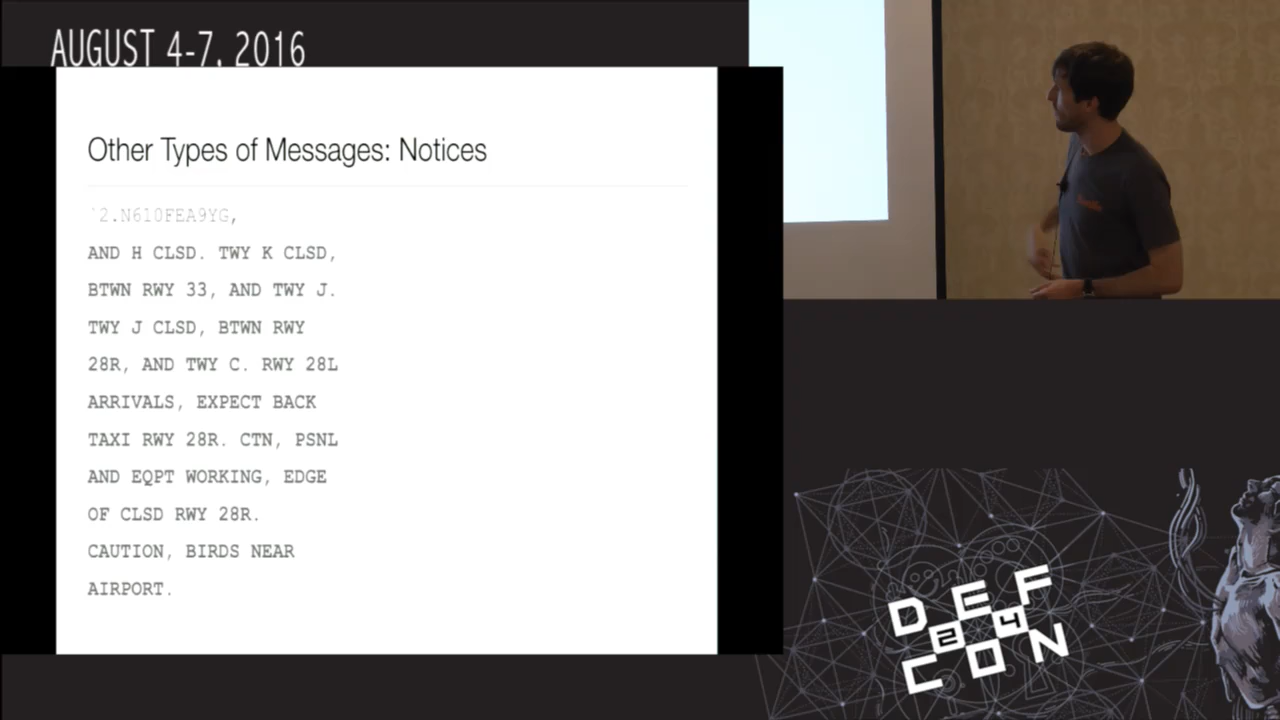 AUGUST 4-7, 2016
Other Types of Messages: Notices
`2.N610FEA9YG,
AND H CLSD. TWY K CLSD,
BTWN RWY 33, AND TWY J.
TWY J CLSD, BTWN RWY
28R, AND TWY C. RWY 28L
ARRIVALS, EXPECT BACK
TAXI RWY 28R. CTN, PSNL
AND EQPT WORKING, EDGE
OF CLSD RWY 28R.
CAUTION, BIRDS NEAR
AIRPORT.
DEF
24
CON